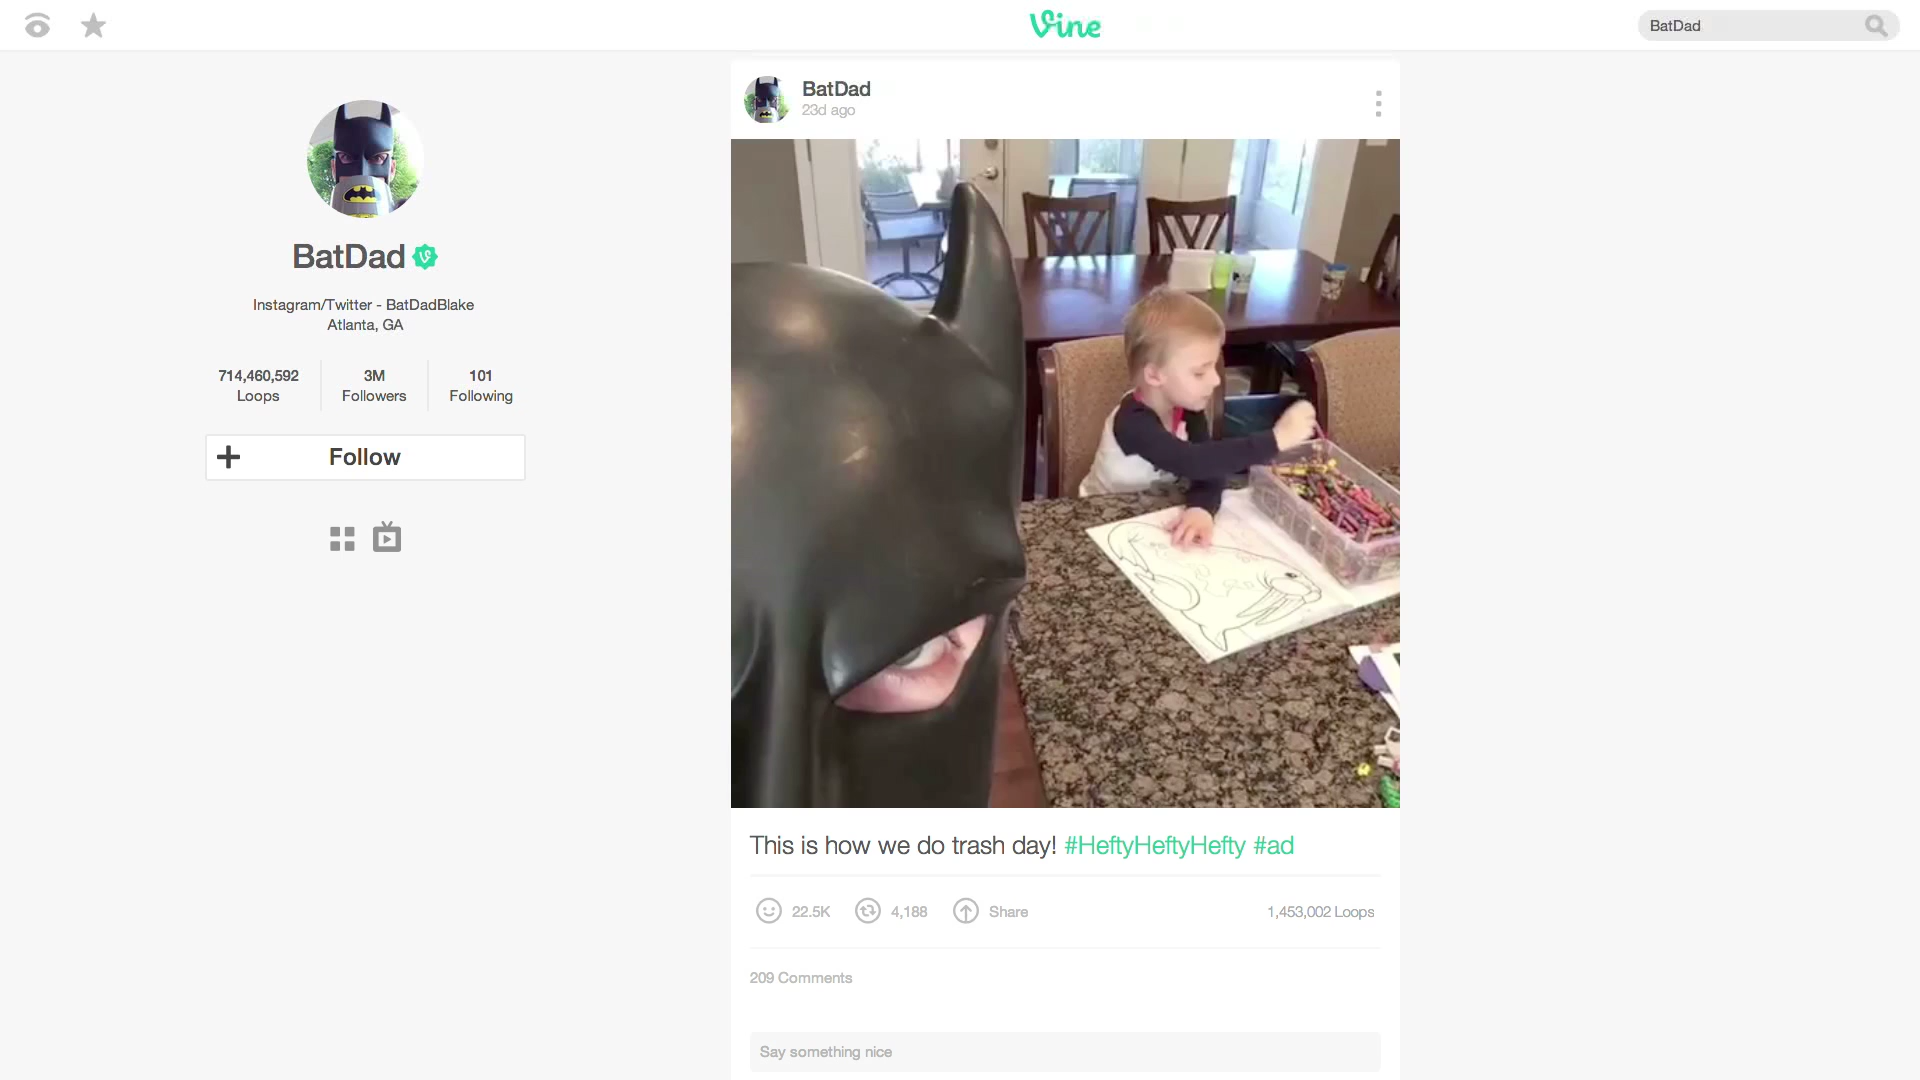 Vine
BatDad
BatDad
Instagram/Twitter - BatDadBlake
Atlanta, GA
714,460,592
Loops
3M
Followers
101
Following
Follow
BatDad
23d ago
This is how we do trash day! #HeftyHeftyHefty #ad
22.5K
4,188
Share
1,453,002 Loops
209 Comments
Say something nice